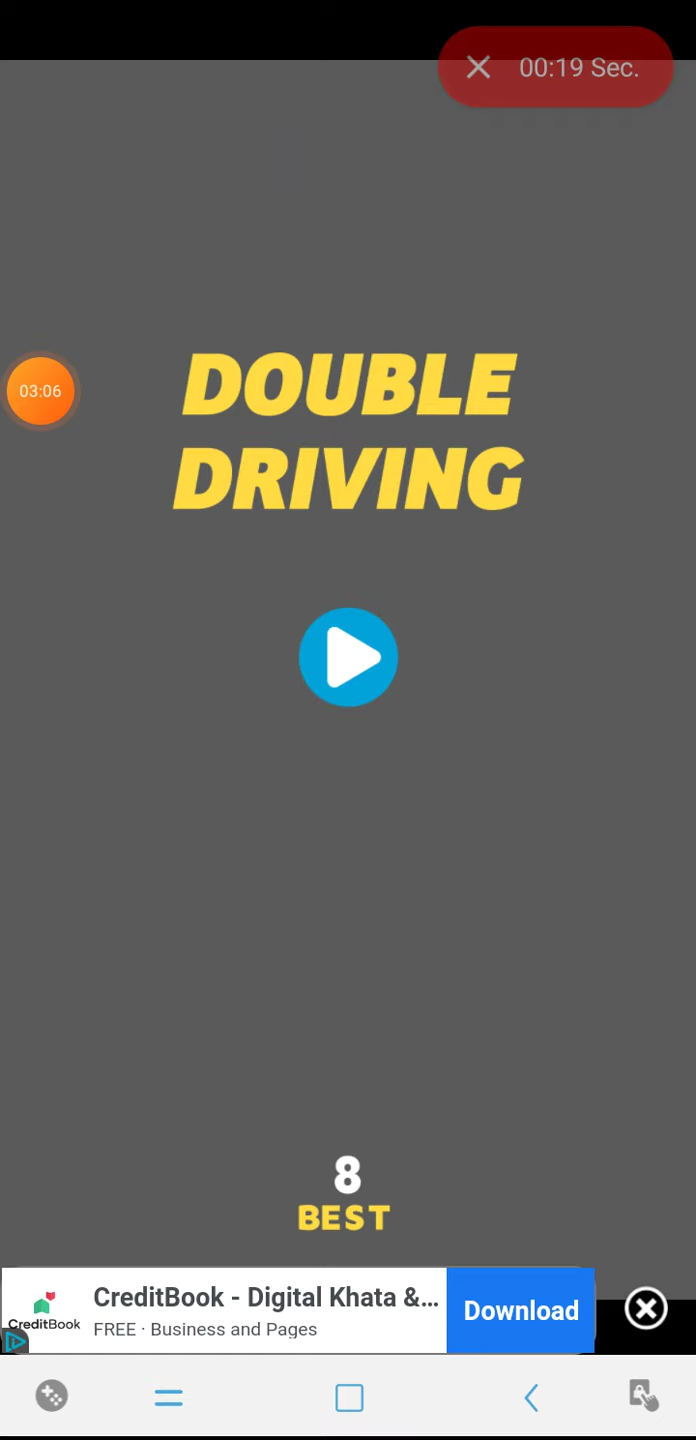 00:19 Sec.
DOUBLE
DRIVING
03:06
8
BEST
CreditBook - Digital Khata &...
FREE · Business and Pages
CreditBook
Download